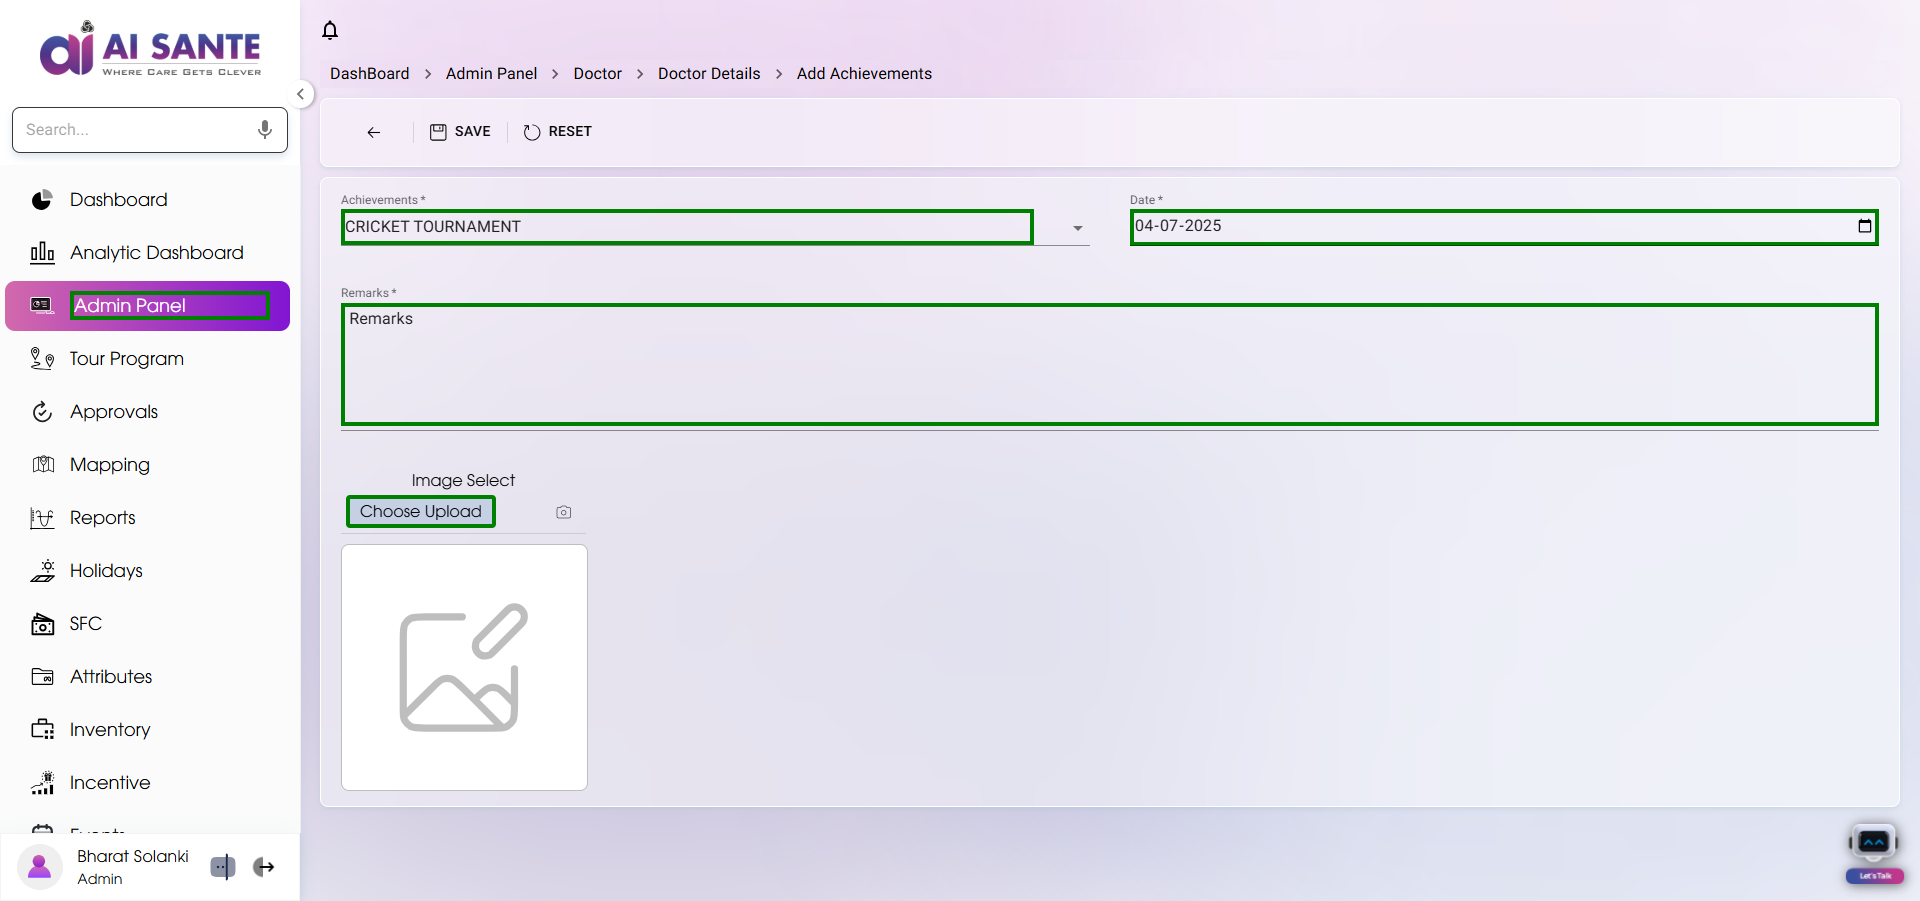 AI SANTE
WHERE CARE GETS CLEVER
Search...
Dashboard
Analytic Dashboard
Admin Panel
Tour Program
Approvals
Mapping
Reports
Holidays
SFC
Attributes
Inventory
Incentive
Events
Bharat Solanki
Admin
DashBoard > Admin Panel > Doctor > Doctor Details > Add Achievements
SAVE RESET
Achievements *
CRICKET TOURNAMENT
Date *
04-07-2025
Remarks *
Remarks
Image Select
Choose Upload
Let'sTalk